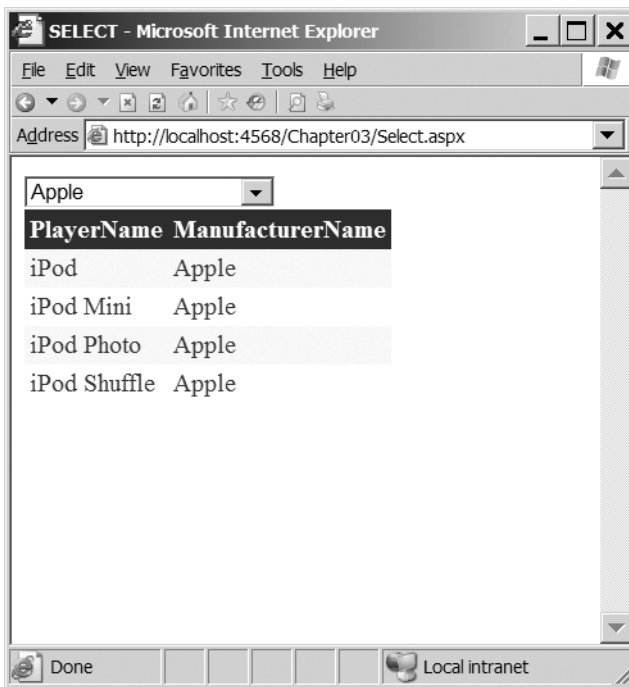 SELECT - Microsoft Internet Explorer
File Edit View Favorites Tools Help
Address http://localhost:4568/Chapter03/Select.aspx
Apple
PlayerName ManufacturerName
iPod Apple
iPod Mini Apple
iPod Photo Apple
iPod Shuffle Apple
Done Local intranet